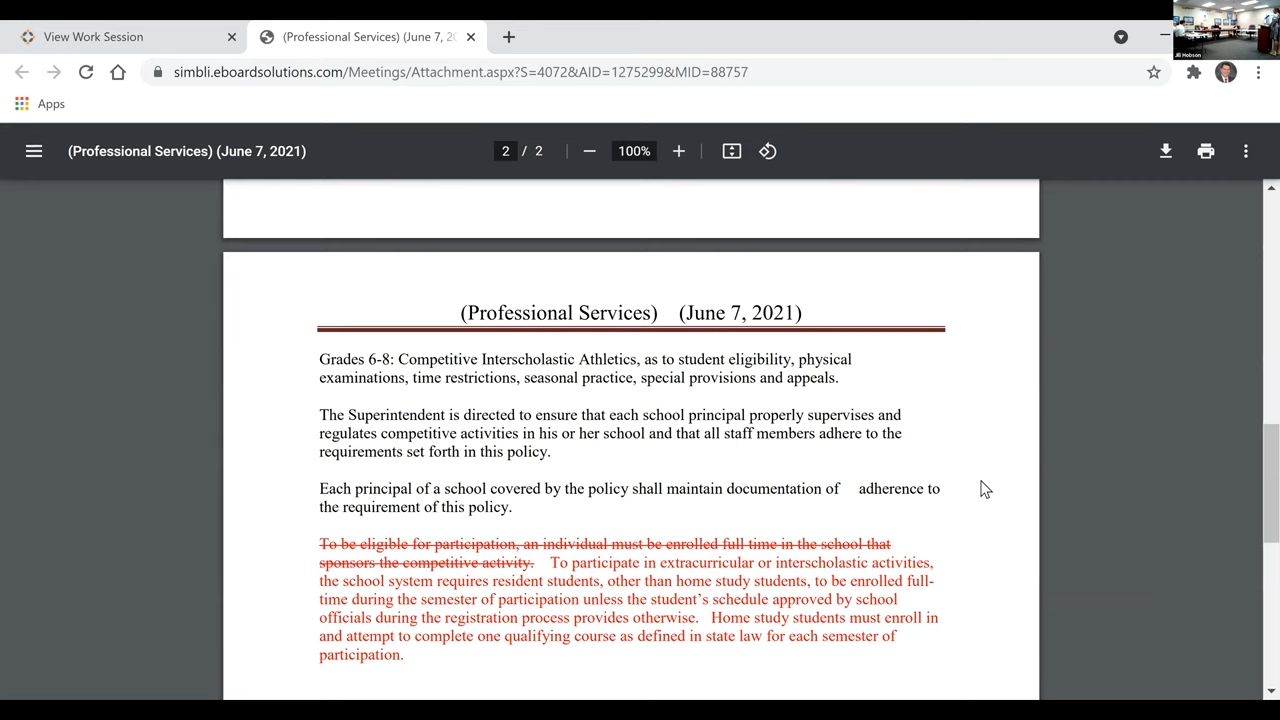 View Work Session
(Professional Services) (June 7, 20
simbli.eboardsolutions.com/Meetings/Attachment.aspx?S=4072&AID=1275299&MID=88757
Jill Hobson
Apps
(Professional Services) (June 7, 2021)
2 / 2
100%
(Professional Services) (June 7, 2021)
Grades 6-8: Competitive Interscholastic Athletics, as to student eligibility, physical
examinations, time restrictions, seasonal practice, special provisions and appeals.
The Superintendent is directed to ensure that each school principal properly supervises and
regulates competitive activities in his or her school and that all staff members adhere to the
requirements set forth in this policy.
Each principal of a school covered by the policy shall maintain documentation of adherence to
the requirement of this policy.
To be eligible for participation, an individual must be enrolled full time in the school that
sponsors the competitive activity. To participate in extracurricular or interscholastic activities,
the school system requires resident students, other than home study students, to be enrolled full-
time during the semester of participation unless the student's schedule approved by school
officials during the registration process provides otherwise. Home study students must enroll in
and attempt to complete one qualifying course as defined in state law for each semester of
participation.